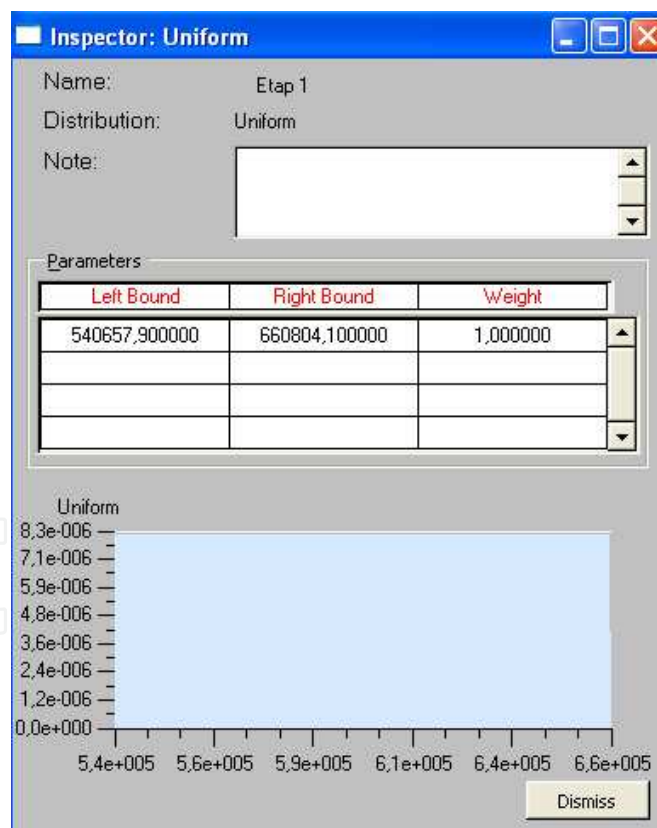 Inspector: Uniform
Name: Etap 1
Distribution: Uniform
Note:
Parameters
Left Bound Right Bound Weight
540657,900000 660804,100000 1,000000
Uniform
8,3e-006
7,1e-006
5,9e-006
4,8e-006
3,6e-006
2,4e-006
1,2e-006
0,0e+000
5,4e+005 5,6e+005 5,9e+005 6,1e+005 6,4e+005 6,6e+005
Dismiss